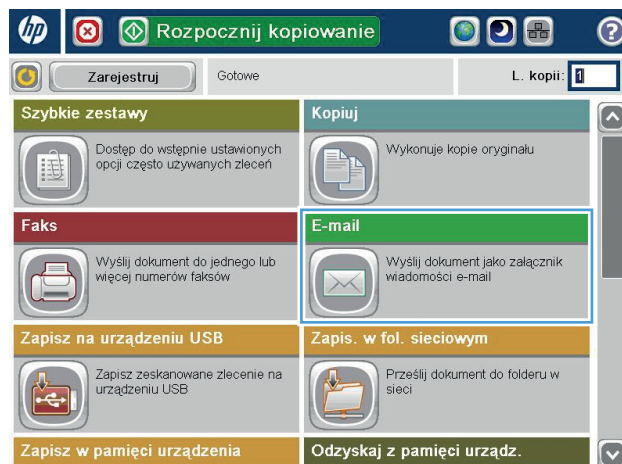 hp
Rozpocznij kopiowanie
?
Zarejestruj
Gotowe
L. kopii: 1
Szybkie zestawy
Dostęp do wstępnie ustawionych
opcji często używanych zleceń
Kopiuj
Wykonuje kopie oryginału
Faks
Wyślij dokument do jednego lub
więcej numerów faksów
E-mail
Wyślij dokument jako załącznik
wiadomości e-mail
Zapisz na urządzeniu USB
Zapisz zeskanowane zlecenie na
urządzeniu USB
Zapis. w fol. sieciowym
Prześlij dokument do folderu w
sieci
Zapisz w pamięci urządzenia
Odzyskaj z pamięci urządz.